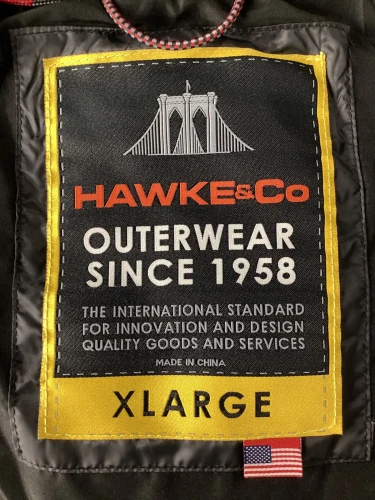 HAWKE&Co
OUTERWEAR
SINCE 1958
THE INTERNATIONAL STANDARD
FOR INNOVATION AND DESIGN
QUALITY GOODS AND SERVICES
MADE IN CHINA
XLARGE